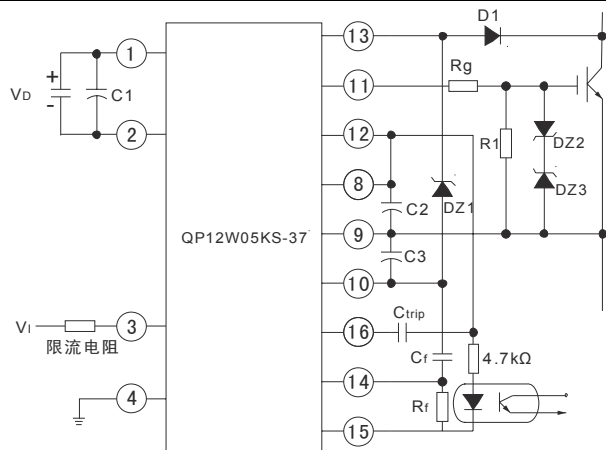 13
D1
1
+
VD
C1
-
2
11
Rg
12
R1
DZ2
8
DZ1
DZ3
C2
QP12W05KS-37
9
C3
10
Ctrip
VI
3
限流电阻
16
Cf
4.7kΩ
4
14
Rf
15